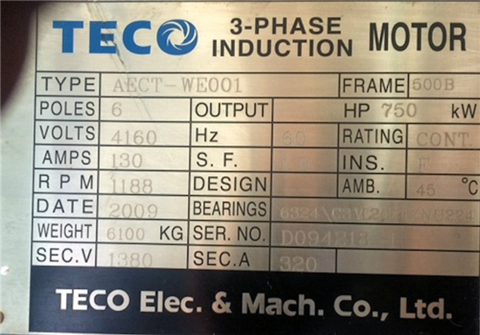 TECO 3-PHASE INDUCTION MOTOR
TYPE AECT-WE001 FRAME 500B
POLES 6 OUTPUT HP 750 kW
VOLTS 4160 Hz 60 RATING CONT.
AMPS 130 S. F. INS. F
R P M 1188 DESIGN AMB. 45 °C
DATE 2009 BEARINGS NU224
WEIGHT 6100 KG SER. NO.
SEC.V 1380 SEC.A 320
TECO Elec. & Mach. Co., Ltd.